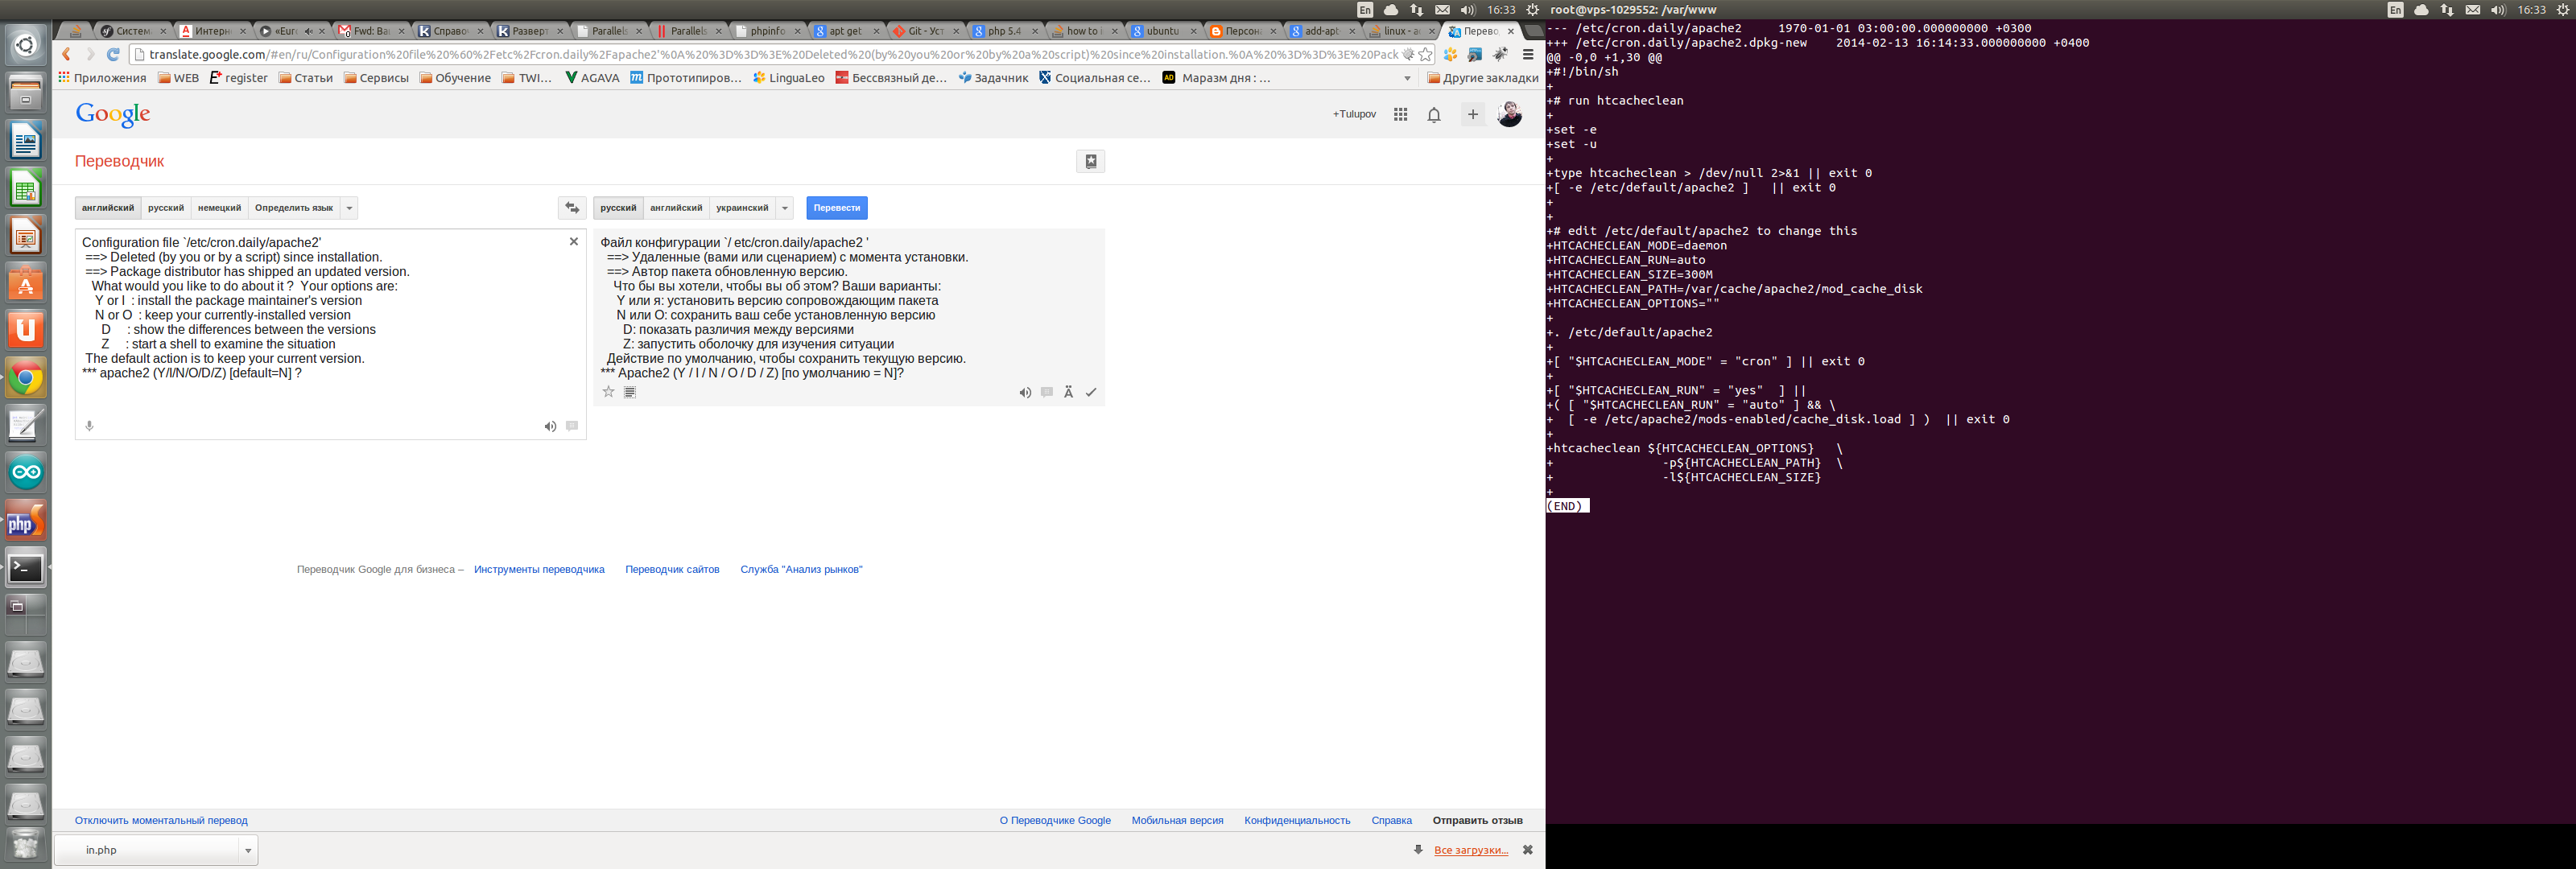 En 16:33
Систем
Интерн
«Eur
Fwd: Ва
Справо
Разверт
Parallels
Parallels
phpinfo
apt get
Git - Уст
php 5.4
how to i
ubuntu
Персона
add-apt
linux - a
Перево
translate.google.com/#en/ru/Configuration%20file%20%60%2Fetc%2Fcron.daily%2Fapache2'%0A%20%3D%3D%3E%20Deleted%20(by%20you%20or%20by%20a%20script)%20since%20installation.%0A%20%3D%3D%3E%20Pack
Приложения WEB register Статьи Сервисы Обучение TWI... AGAVA Прототипиров... LinguaLeo Бессвязный де... Задачник Социальная се... Маразм дня : ... Другие закладки
Google
+Tulupov
Переводчик
английский русский немецкий Определить язык
русский английский украинский Перевести
Configuration file `/etc/cron.daily/apache2'
==> Deleted (by you or by a script) since installation.
==> Package distributor has shipped an updated version.
What would you like to do about it ? Your options are:
Y or I : install the package maintainer's version
N or O : keep your currently-installed version
D : show the differences between the versions
Z : start a shell to examine the situation
The default action is to keep your current version.
*** apache2 (Y/I/N/O/D/Z) [default=N] ?
Файл конфигурации `/ etc/cron.daily/apache2 '
==> Удаленные (вами или сценарием) с момента установки.
==> Автор пакета обновленную версию.
Что бы вы хотели, чтобы вы об этом? Ваши варианты:
Y или я: установить версию сопровождающим пакета
N или O: сохранить ваш себе установленную версию
D: показать различия между версиями
Z: запустить оболочку для изучения ситуации
Действие по умолчанию, чтобы сохранить текущую версию.
*** Apache2 (Y / I / N / O / D / Z) [по умолчанию = N]?
Ä
Переводчик Google для бизнеса – Инструменты переводчика Переводчик сайтов Служба "Анализ рынков"
Отключить моментальный перевод
О Переводчике Google Мобильная версия Конфиденциальность Справка Отправить отзыв
in.php
Все загрузки...
root@vps-1029552: /var/www
En 16:33
--- /etc/cron.daily/apache2 1970-01-01 03:00:00.000000000 +0300
+++ /etc/cron.daily/apache2.dpkg-new 2014-02-13 16:14:33.000000000 +0400
@@ -0,0 +1,30 @@
+#!/bin/sh
+
+# run htcacheclean
+
+set -e
+set -u
+
+type htcacheclean > /dev/null 2>&1 || exit 0
+[ -e /etc/default/apache2 ] || exit 0
+
+
+# edit /etc/default/apache2 to change this
+HTCACHECLEAN_MODE=daemon
+HTCACHECLEAN_RUN=auto
+HTCACHECLEAN_SIZE=300M
+HTCACHECLEAN_PATH=/var/cache/apache2/mod_cache_disk
+HTCACHECLEAN_OPTIONS=""
+
+. /etc/default/apache2
+
+[ "$HTCACHECLEAN_MODE" = "cron" ] || exit 0
+
+[ "$HTCACHECLEAN_RUN" = "yes" ] ||
+( [ "$HTCACHECLEAN_RUN" = "auto" ] && \
+ [ -e /etc/apache2/mods-enabled/cache_disk.load ] ) || exit 0
+
+htcacheclean ${HTCACHECLEAN_OPTIONS} \
+ -p${HTCACHECLEAN_PATH} \
+ -l${HTCACHECLEAN_SIZE}
+
(END)